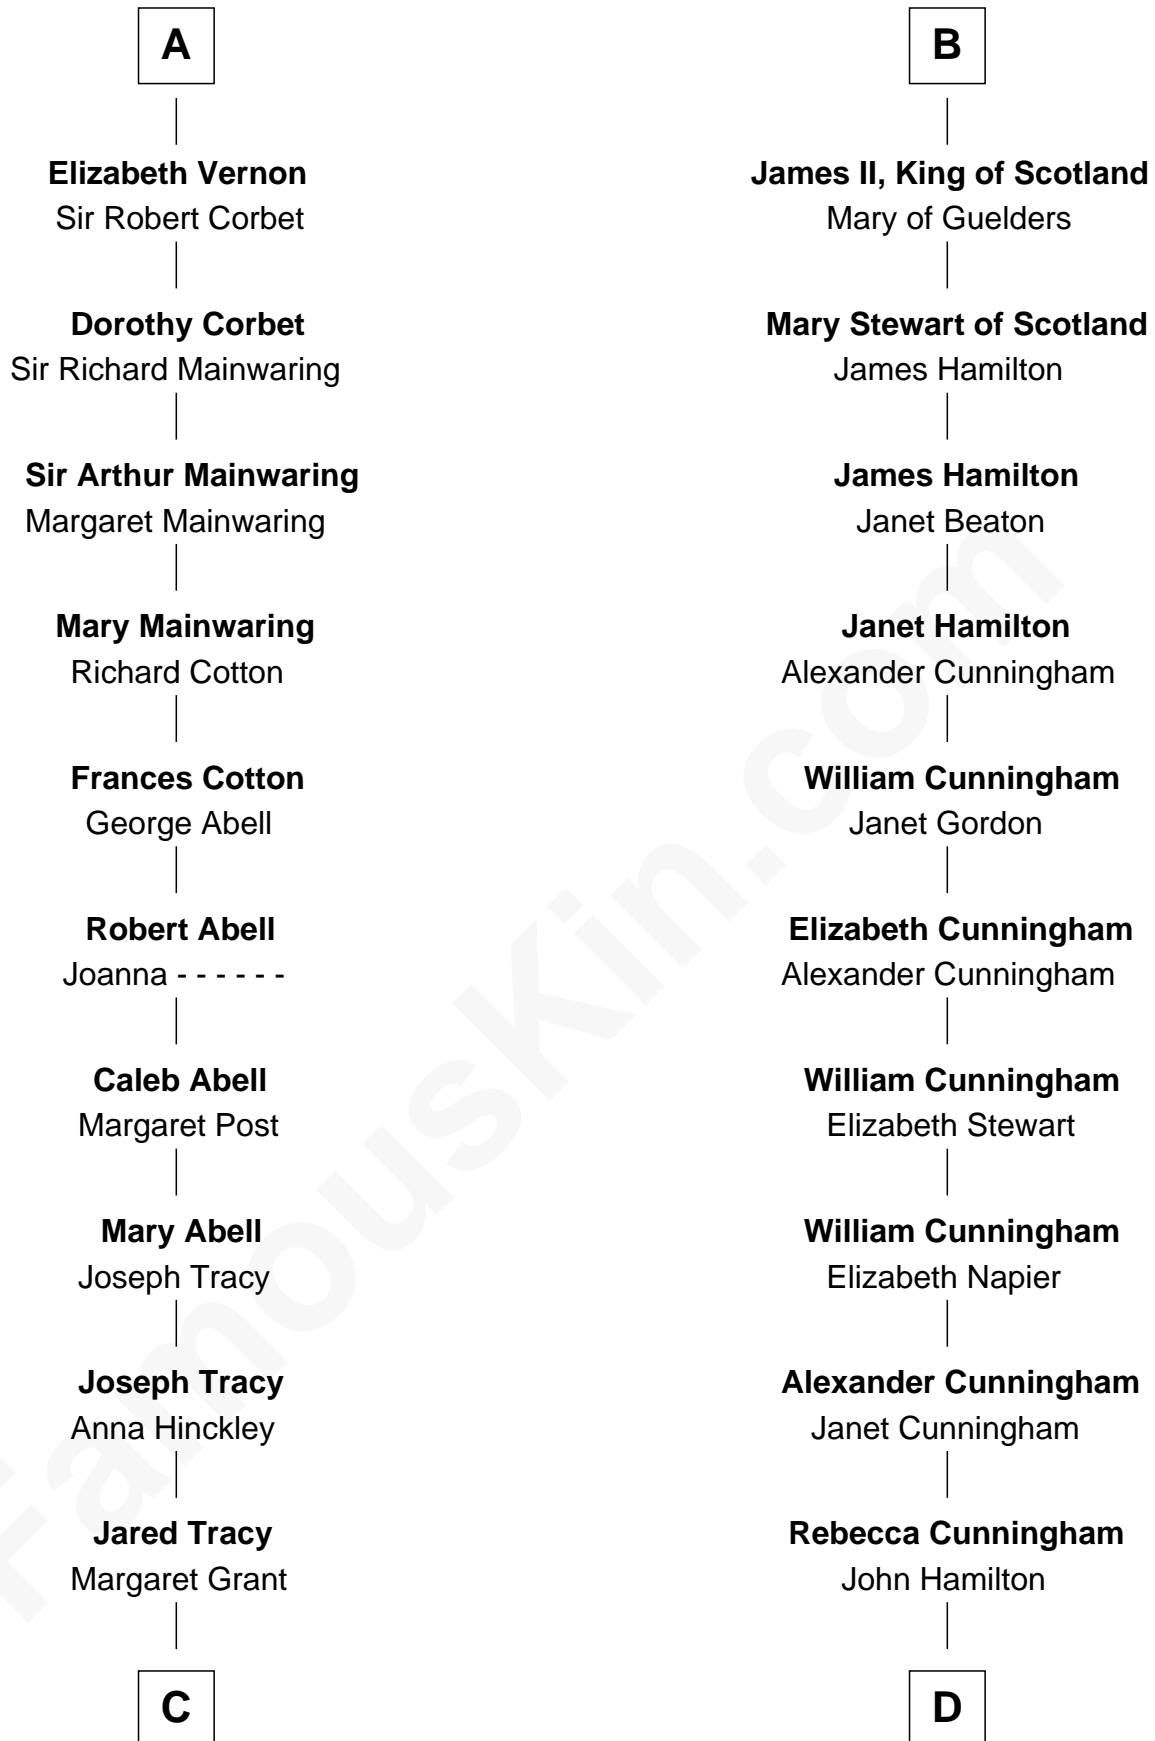 A
Elizabeth Vernon
Sir Robert Corbet
Dorothy Corbet
Sir Richard Mainwaring
Sir Arthur Mainwaring
Margaret Mainwaring
Mary Mainwaring
Richard Cotton
Frances Cotton
George Abell
Robert Abell
Joanna - - - - - -
Caleb Abell
Margaret Post
Mary Abell
Joseph Tracy
Joseph Tracy
Anna Hinckley
Jared Tracy
Margaret Grant
C
B
James II, King of Scotland
Mary of Guelders
Mary Stewart of Scotland
James Hamilton
James Hamilton
Janet Beaton
Janet Hamilton
Alexander Cunningham
William Cunningham
Janet Gordon
Elizabeth Cunningham
Alexander Cunningham
William Cunningham
Elizabeth Stewart
William Cunningham
Elizabeth Napier
Alexander Cunningham
Janet Cunningham
Rebecca Cunningham
John Hamilton
D
FamousKin.com